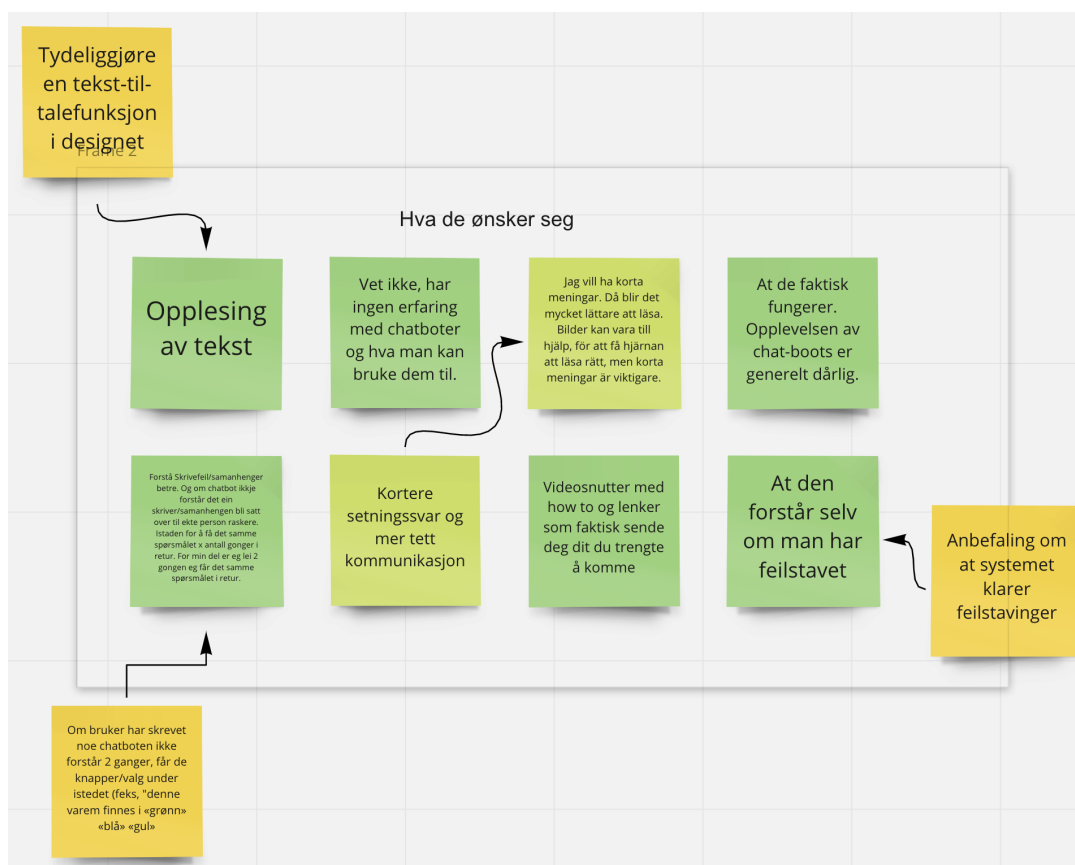 Tydeliggjøre
en tekst-til-
talefunksjon
i designet
Frame 2
Hva de ønsker seg
Opplesing
av tekst
Vet ikke, har
ingen erfaring
med chatboter
og hva man kan
bruke dem til.
Jag vill ha korta
meningar. Då blir det
mycket lättare att läsa.
Bilder kan vara till
hjälp, för att få hjärnan
att läsa rätt, men korta
meningar är viktigare.
At de faktisk
fungerer.
Opplevelsen av
chat-boots er
generelt dårlig.
Forstå Skrivefeil/samanhenger
betre. Og om chatbot ikkje
forstår det ein
skriver/samanhengen bli satt
over til ekte person raskere.
Istaden for å få det samme
spørsmålet x antall gonger i
retur. For min del er eg lei 2
gongen eg får det samme
spørsmålet i retur.
Kortere
setningssvar og
mer tett
kommunikasjon
Videosnutter med
how to og lenker
som faktisk sende
deg dit du trengte
å komme
At den
forstår selv
om man har
feilstavet
Anbefaling om
at systemet
klarer
feilstavinger
Om bruker har skrevet
noe chatboten ikke
forstår 2 ganger, får de
knapper/valg under
istedet (feks, "denne
varem finnes i «grønn»
«blå» «gul»